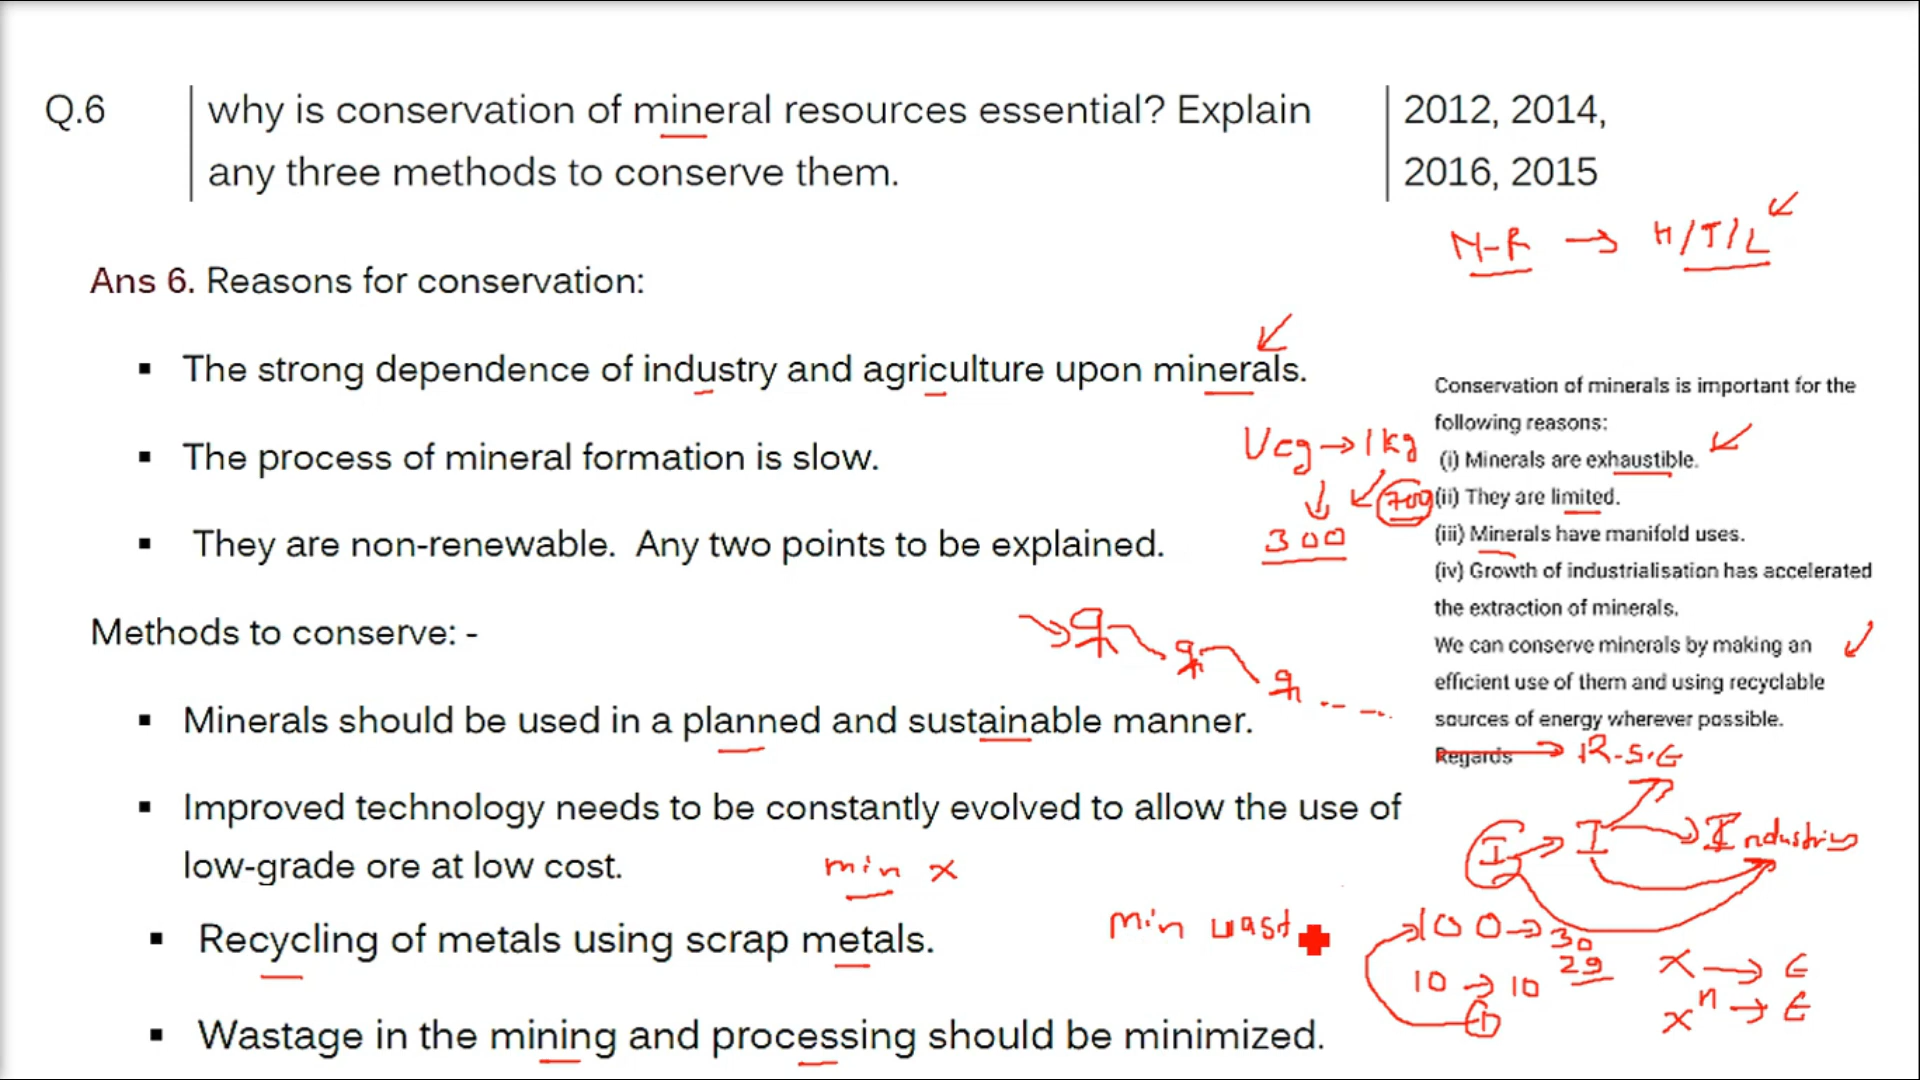 Q.6
why is conservation of mineral resources essential? Explain
any three methods to conserve them.
2012, 2014,
2016, 2015
N-R → H/T/L
Ans 6. Reasons for conservation:
▪ The strong dependence of industry and agriculture upon minerals.
▪ The process of mineral formation is slow.
▪ They are non-renewable. Any two points to be explained.
Veg → 1kg
700
300
Methods to conserve: -
▪ Minerals should be used in a planned and sustainable manner.
▪ Improved technology needs to be constantly evolved to allow the use of
low-grade ore at low cost.
min x
▪ Recycling of metals using scrap metals.
min wast
▪ Wastage in the mining and processing should be minimized.
Conservation of minerals is important for the
following reasons:
(i) Minerals are exhaustible.
(ii) They are limited.
(iii) Minerals have manifold uses.
(iv) Growth of industrialisation has accelerated
the extraction of minerals.
We can conserve minerals by making an
efficient use of them and using recyclable
sources of energy wherever possible.
Regards → R.S.E
I → I → Industries
100 → 30
29
10 → 10
x → E
xⁿ → E